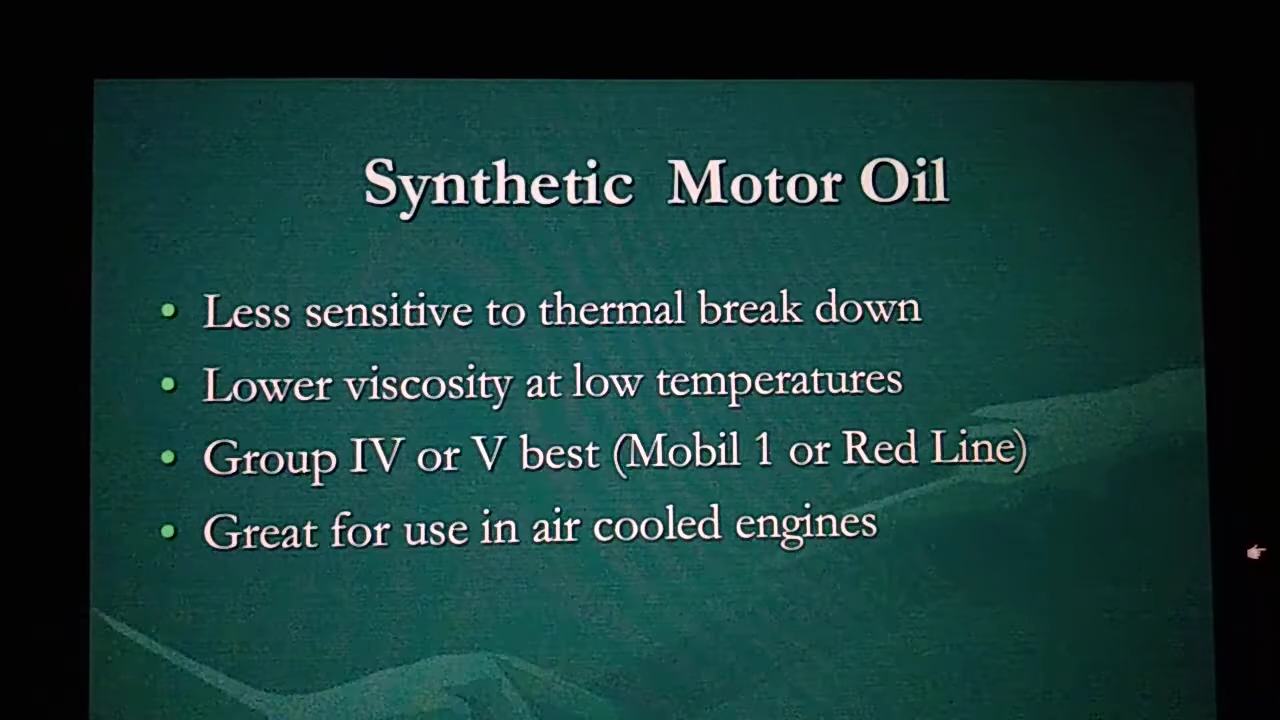 Synthetic Motor Oil
• Less sensitive to thermal break down
• Lower viscosity at low temperatures
• Group IV or V best (Mobil 1 or Red Line)
• Great for use in air cooled engines